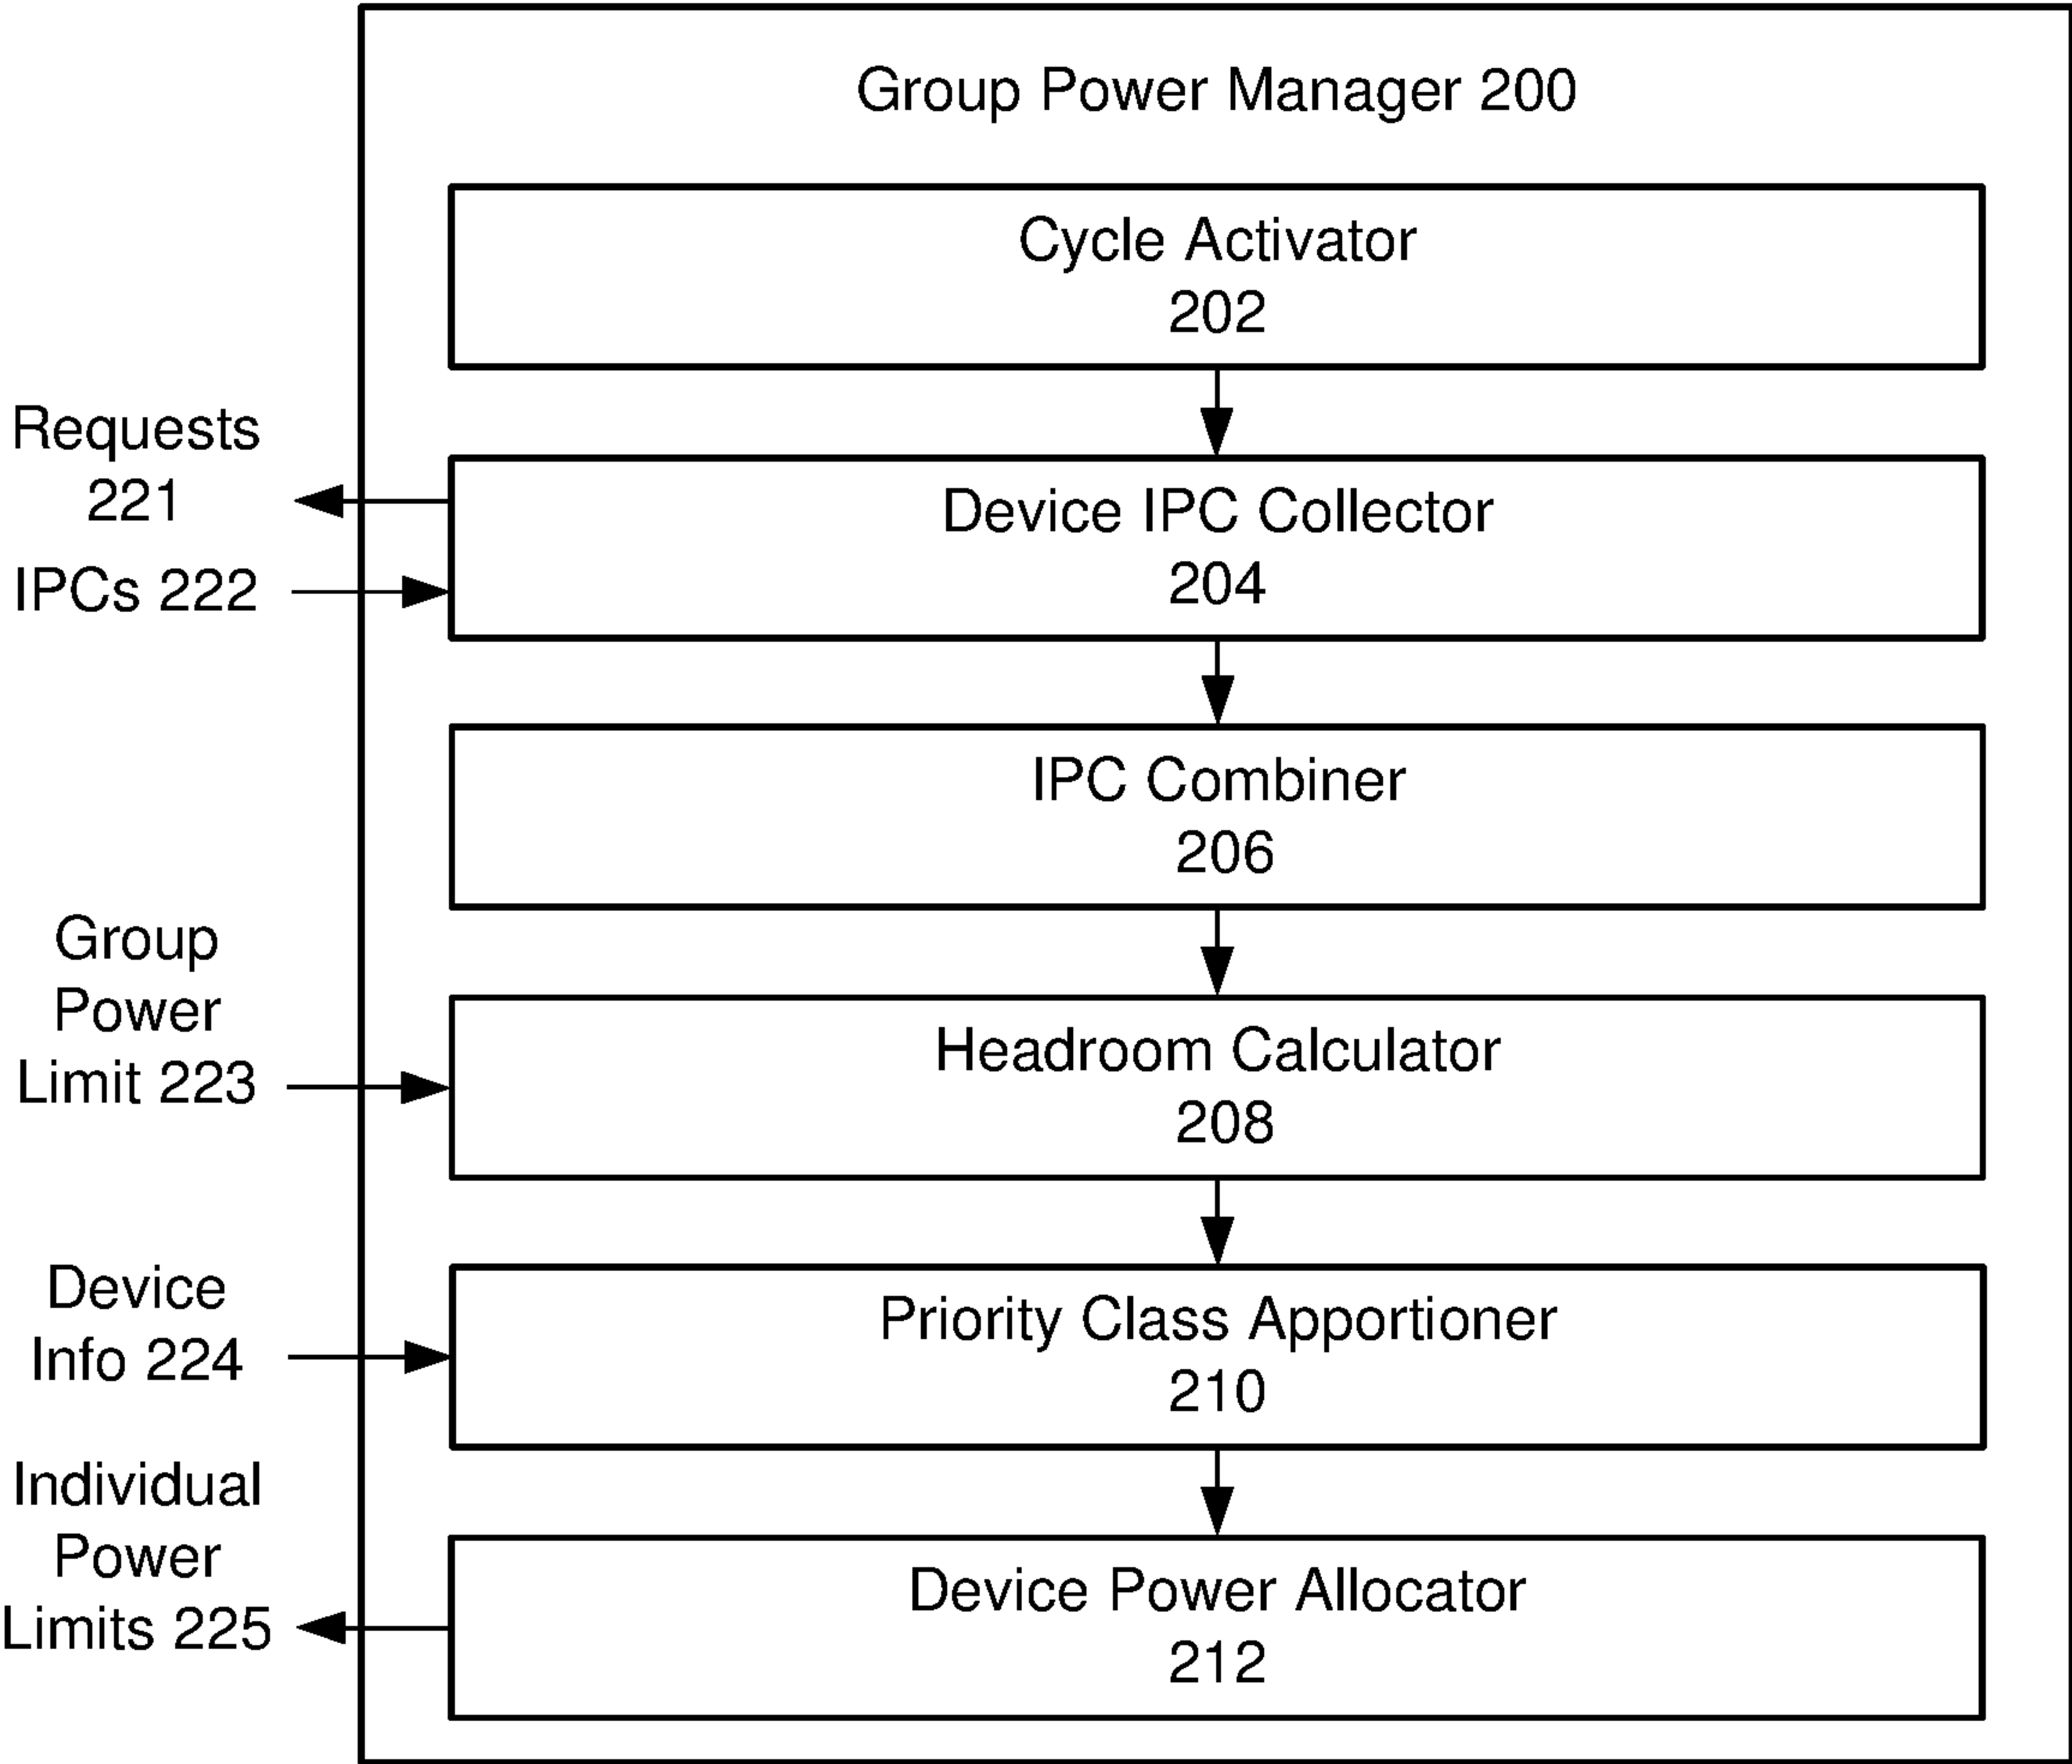 Group Power Manager 200
Cycle Activator
202
Requests
221
IPCs 222
Device IPC Collector
204
IPC Combiner
206
Group
Power
Limit 223
Headroom Calculator
208
Device
Info 224
Priority Class Apportioner
210
Individual
Power
Limits 225
Device Power Allocator
212